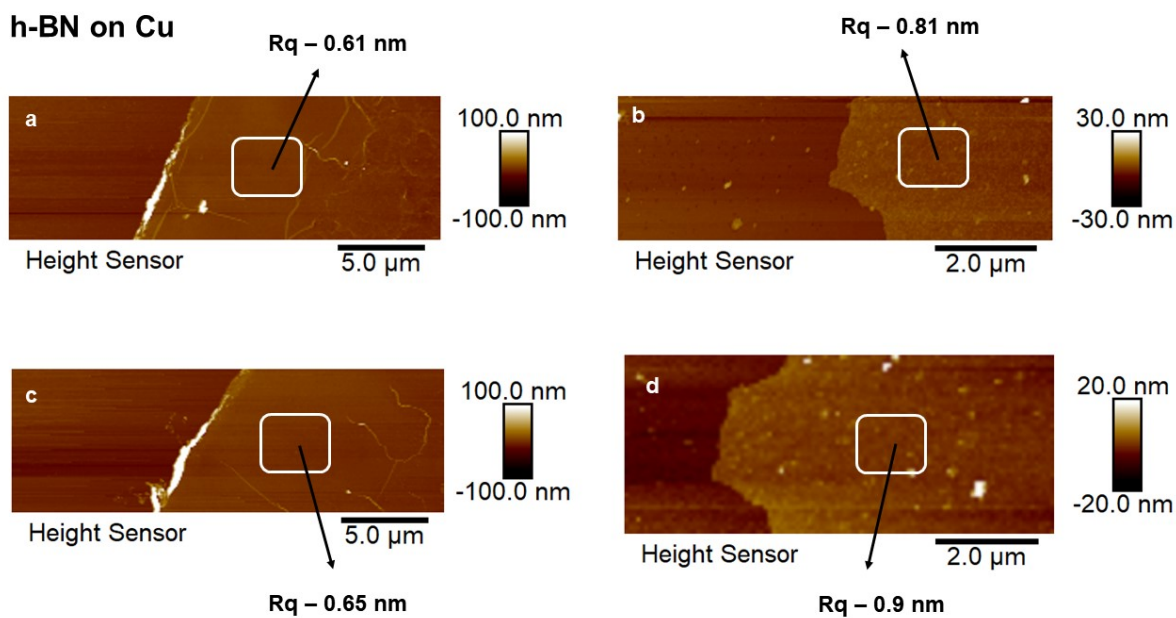 h-BN on Cu
Rq – 0.61 nm
Rq – 0.81 nm
a
100.0 nm
-100.0 nm
Height Sensor
5.0 µm
b
30.0 nm
-30.0 nm
Height Sensor
2.0 µm
c
100.0 nm
-100.0 nm
Height Sensor
5.0 µm
Rq – 0.65 nm
d
20.0 nm
-20.0 nm
Height Sensor
2.0 µm
Rq – 0.9 nm